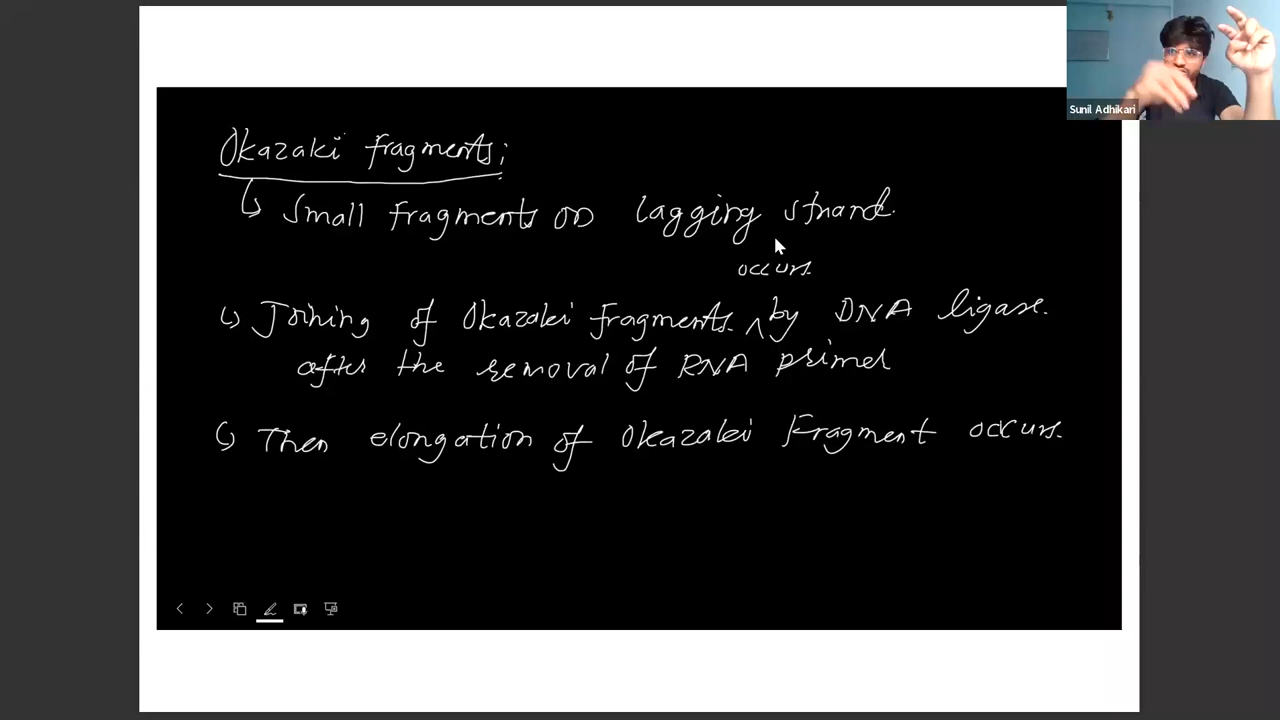 Sunil Adhikari
Okazaki fragments:
↳ Small fragments on lagging strand.
occurs.
↳ Joining of Okazaki fragments. ^ by DNA ligase.
after the removal of RNA primer
↳ Then elongation of Okazaki Fragment occurs.